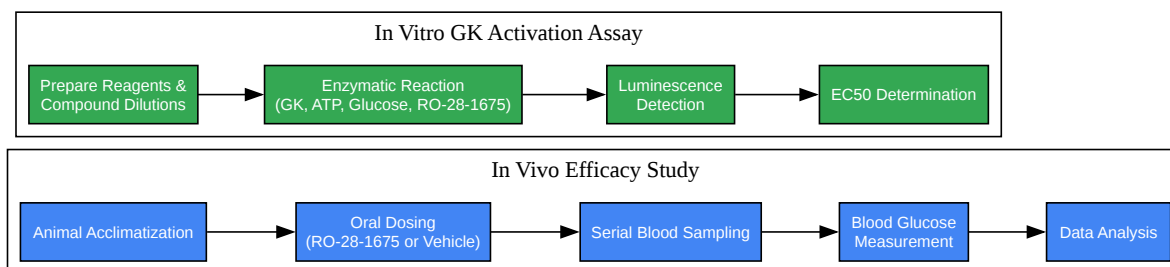 In Vitro GK Activation Assay
Prepare Reagents &
Compound Dilutions
Enzymatic Reaction
(GK, ATP, Glucose, RO-28-1675)
Luminescence
Detection
EC50 Determination
In Vivo Efficacy Study
Animal Acclimatization
Oral Dosing
(RO-28-1675 or Vehicle)
Serial Blood Sampling
Blood Glucose
Measurement
Data Analysis